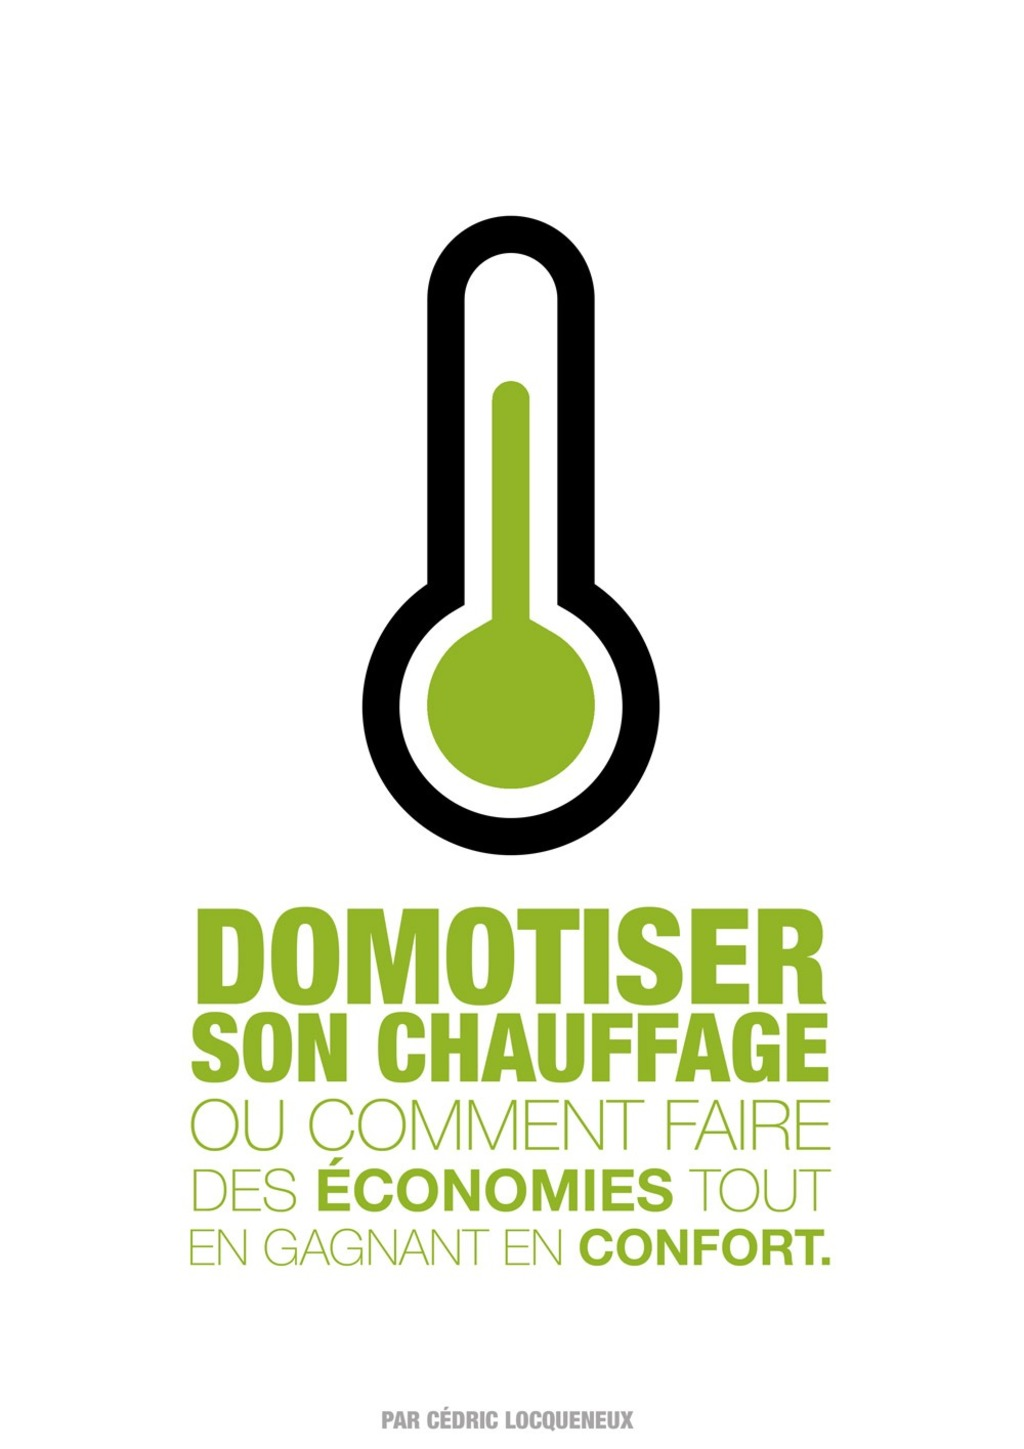 DOMOTISER
SON CHAUFFAGE
OU COMMENT FAIRE
DES ÉCONOMIES TOUT
EN GAGNANT EN CONFORT.
PAR CÉDRIC LOCQUENEUX